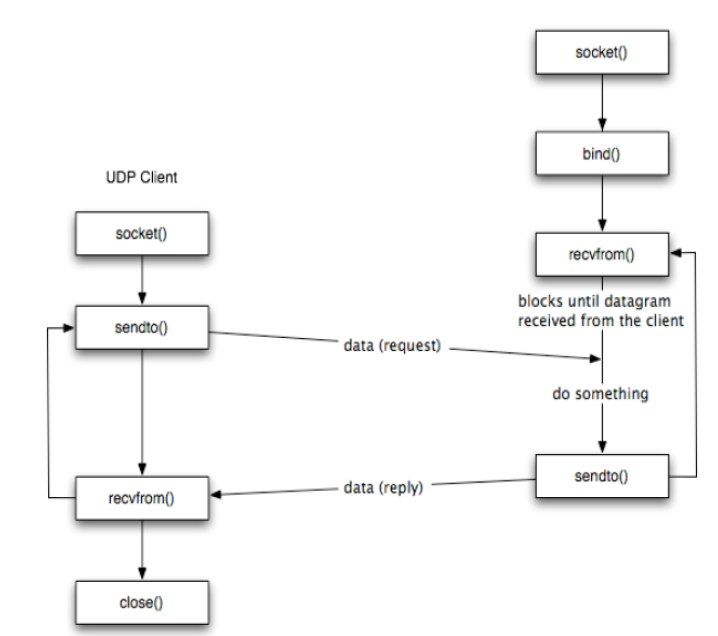 socket()
bind()
UDP Client
socket()
recvfrom()
blocks until datagram
received from the client
sendto()
data (request)
do something
sendto()
data (reply)
recvfrom()
close()